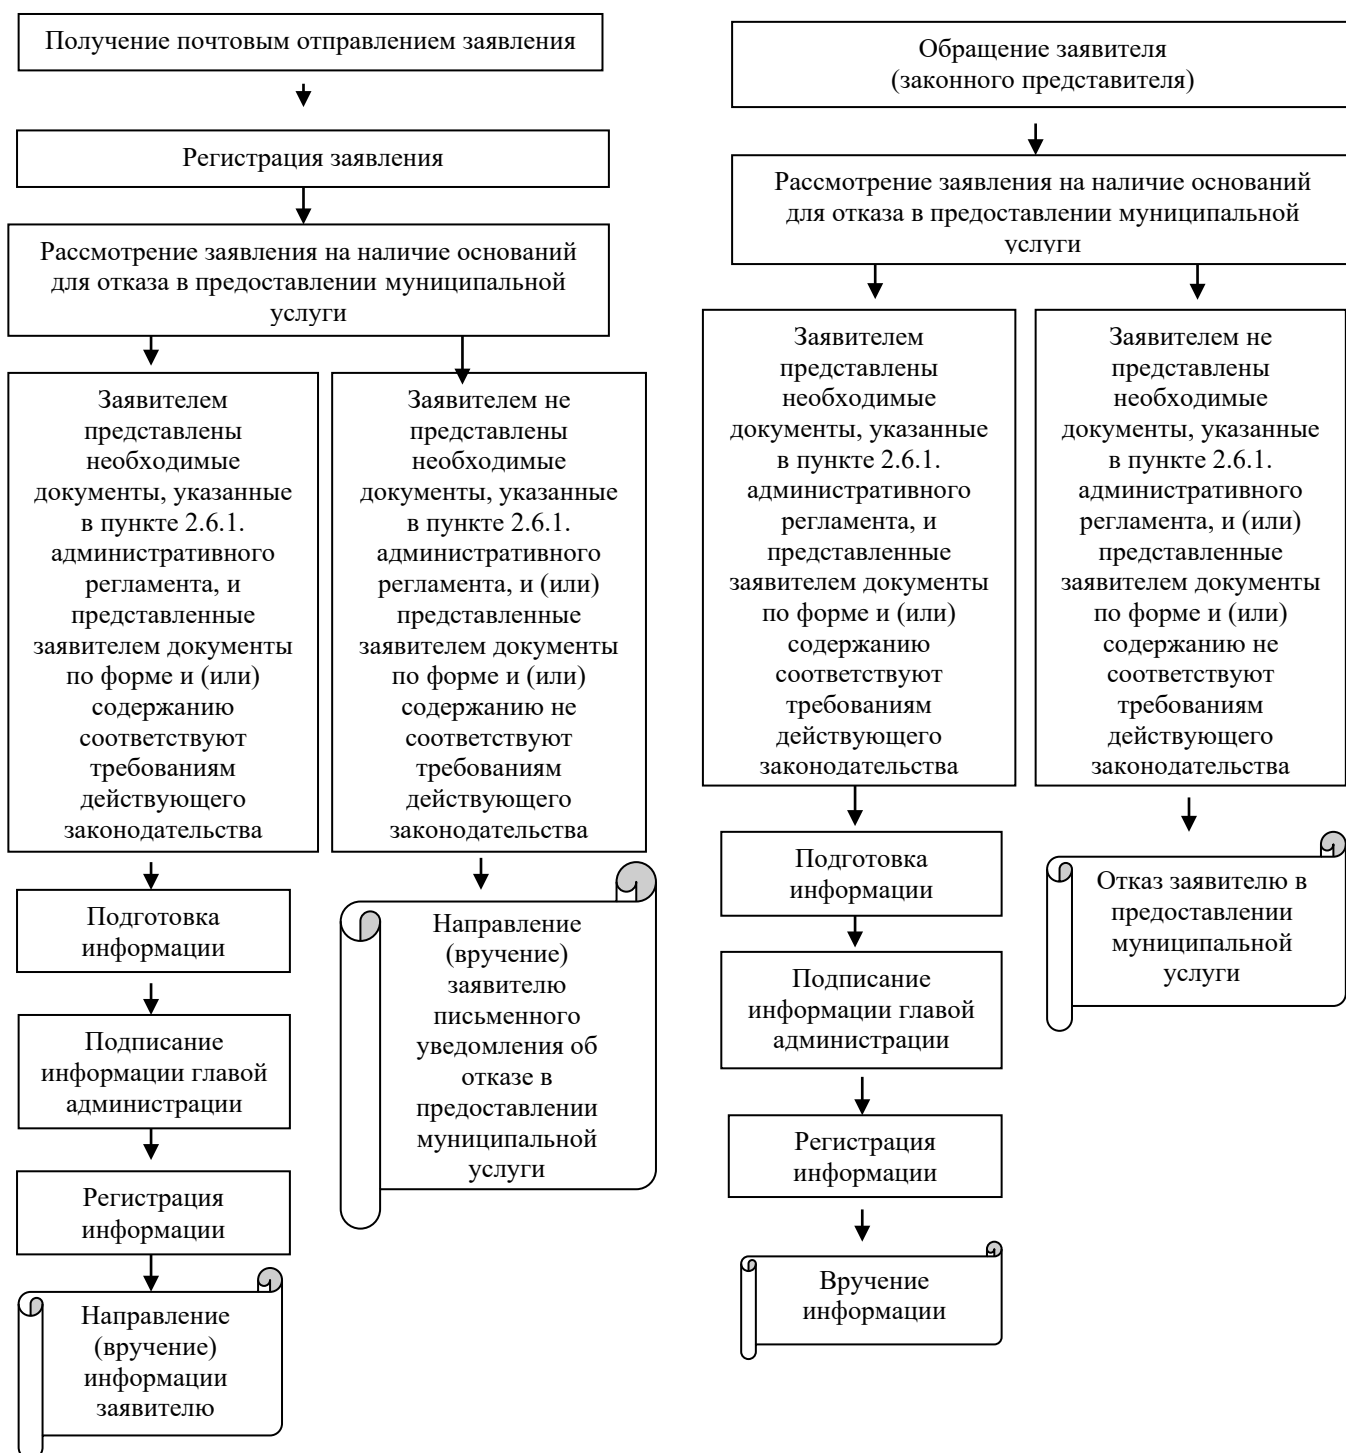 Получение почтовым отправлением заявления
Регистрация заявления
Рассмотрение заявления на наличие оснований
для отказа в предоставлении муниципальной
услуги
Заявителем
представлены
необходимые
документы, указанные
в пункте 2.6.1.
административного
регламента, и
представленные
заявителем документы
по форме и (или)
содержанию
соответствуют
требованиям
действующего
законодательства
Заявителем не
представлены
необходимые
документы, указанные
в пункте 2.6.1.
административного
регламента, и (или)
представленные
заявителем документы
по форме и (или)
содержанию не
соответствуют
требованиям
действующего
законодательства
Подготовка
информации
Подписание
информации главой
администрации
Регистрация
информации
Направление
(вручение)
информации
заявителю
Направление
(вручение)
заявителю
письменного
уведомления об
отказе в
предоставлении
муниципальной
услуги
Обращение заявителя
(законного представителя)
Рассмотрение заявления на наличие оснований
для отказа в предоставлении муниципальной
услуги
Заявителем
представлены
необходимые
документы, указанные
в пункте 2.6.1.
административного
регламента, и
представленные
заявителем документы
по форме и (или)
содержанию
соответствуют
требованиям
действующего
законодательства
Заявителем не
представлены
необходимые
документы, указанные
в пункте 2.6.1.
административного
регламента, и (или)
представленные
заявителем документы
по форме и (или)
содержанию не
соответствуют
требованиям
действующего
законодательства
Подготовка
информации
Подписание
информации главой
администрации
Регистрация
информации
Вручение
информации
Отказ заявителю в
предоставлении
муниципальной
услуги